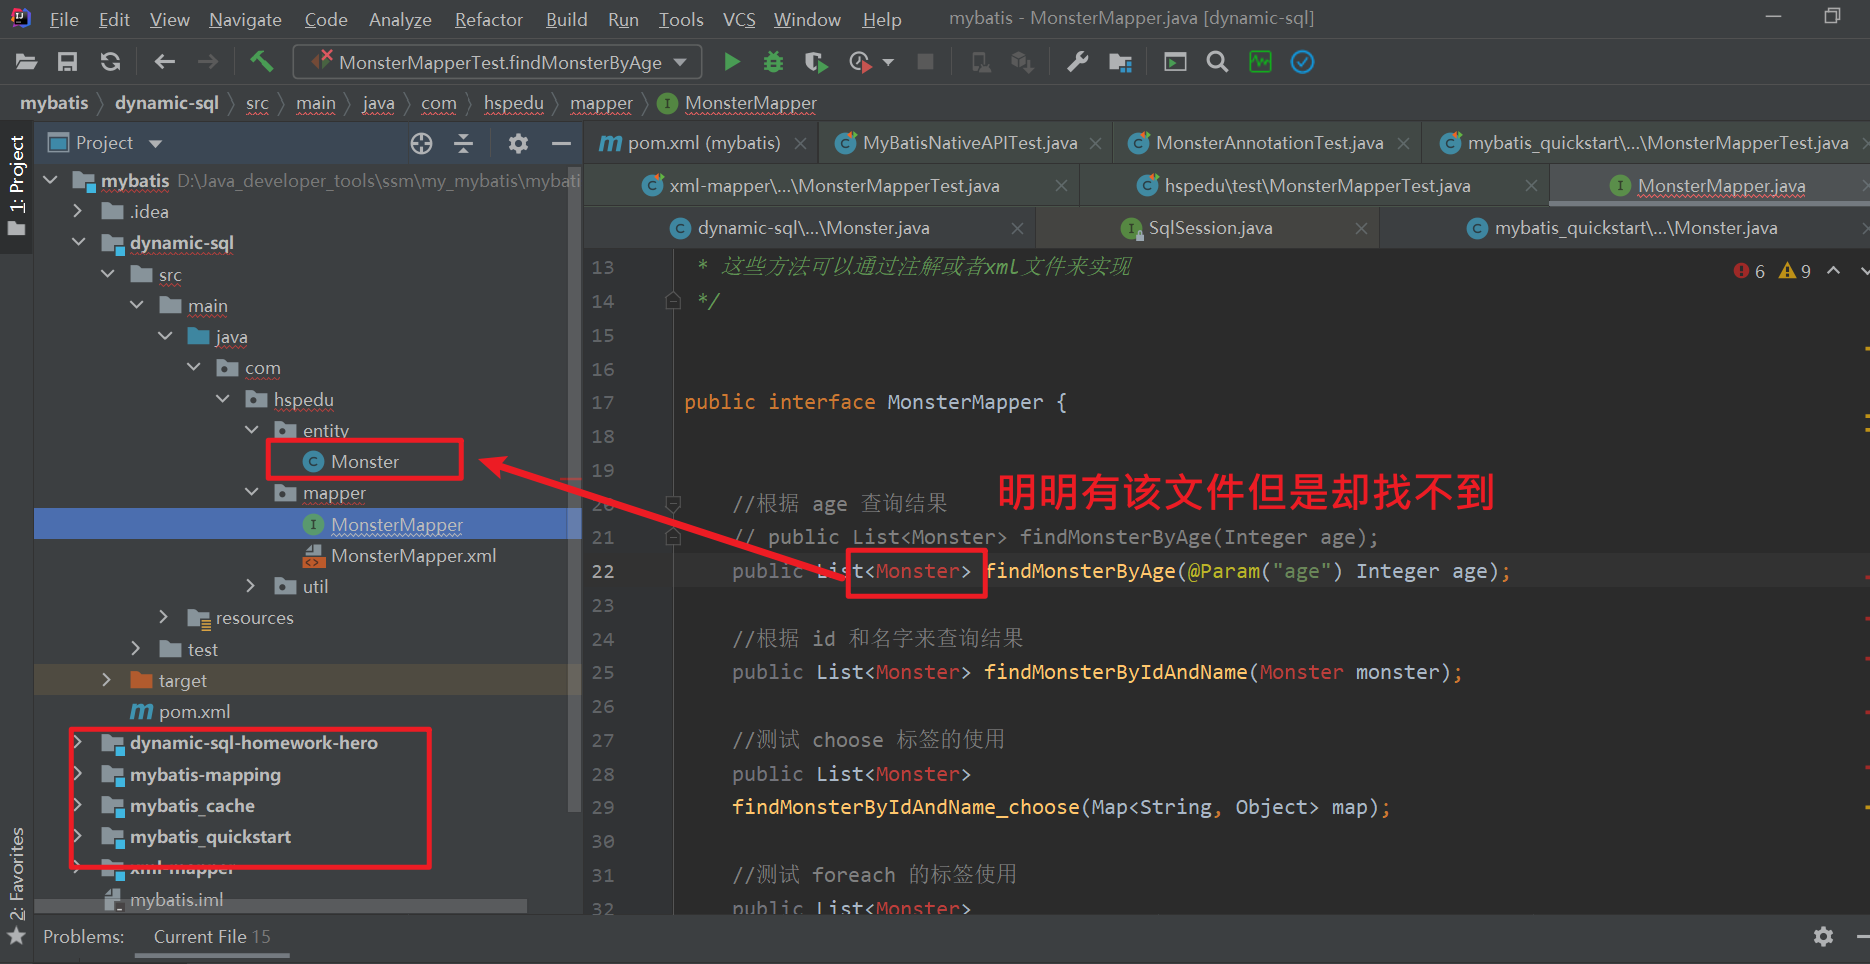 File Edit View Navigate Code Analyze Refactor Build Run Tools VCS Window Help mybatis - MonsterMapper.java [dynamic-sql]
MonsterMapperTest.findMonsterByAge
mybatis dynamic-sql src main java com hspedu mapper MonsterMapper
1: Project
2: Favorites
Project
mybatis D:\Java_developer_tools\ssm\my_mybatis\mybati
.idea
dynamic-sql
src
main
java
com
hspedu
entity
Monster
mapper
MonsterMapper
MonsterMapper.xml
util
resources
test
target
pom.xml
dynamic-sql-homework-hero
mybatis-mapping
mybatis_cache
mybatis_quickstart
xml-mapper
mybatis.iml
pom.xml (mybatis) MyBatisNativeAPITest.java MonsterAnnotationTest.java mybatis_quickstart\...\MonsterMapperTest.java
xml-mapper\...\MonsterMapperTest.java hspedu\test\MonsterMapperTest.java MonsterMapper.java
dynamic-sql\...\Monster.java SqlSession.java mybatis_quickstart\...\Monster.java
6 9
13 * 这些方法可以通过注解或者xml文件来实现
14 */
15
16
17 public interface MonsterMapper {
18
19
明明有该文件但是却找不到
20 //根据 age 查询结果
21 // public List<Monster> findMonsterByAge(Integer age);
22 public List<Monster> findMonsterByAge(@Param("age") Integer age);
23
24 //根据 id 和名字来查询结果
25 public List<Monster> findMonsterByIdAndName(Monster monster);
26
27 //测试 choose 标签的使用
28 public List<Monster>
29 findMonsterByIdAndName_choose(Map<String, Object> map);
30
31 //测试 foreach 的标签使用
32 public List<Monster>
Problems: Current File 15